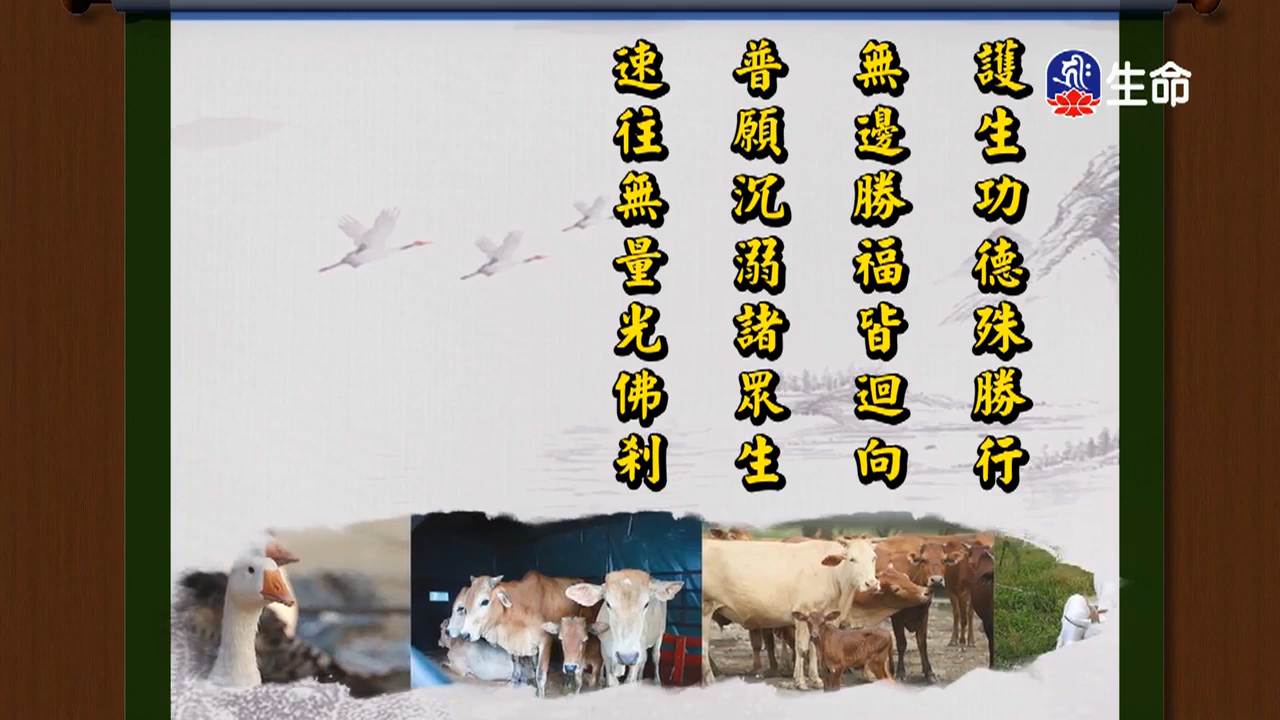 護生功德殊勝行
無邊勝福皆迴向
普願沉溺諸眾生
速往無量光佛剎
生命